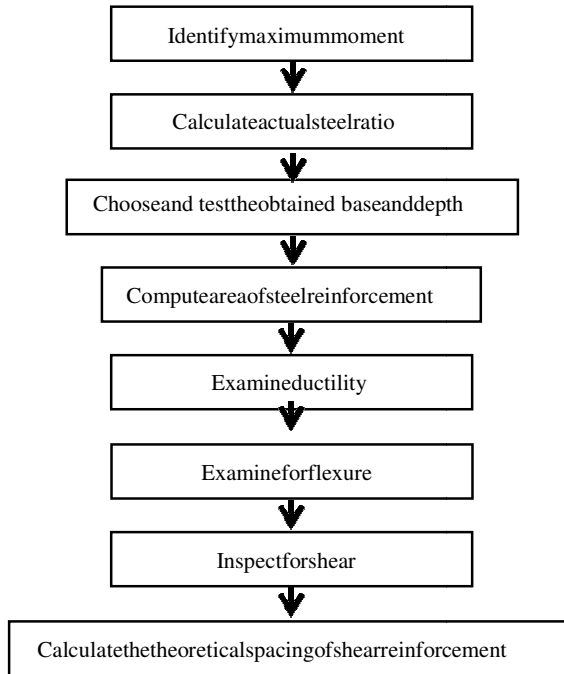 Identifymaximummoment
Calculateactualsteelratio
Chooseand testtheobtained baseanddepth
Computeareaofsteelreinforcement
Examineductility
Examineforflexure
Inspectforshear
Calculatethetheoreticalspacingofshearreinforcement